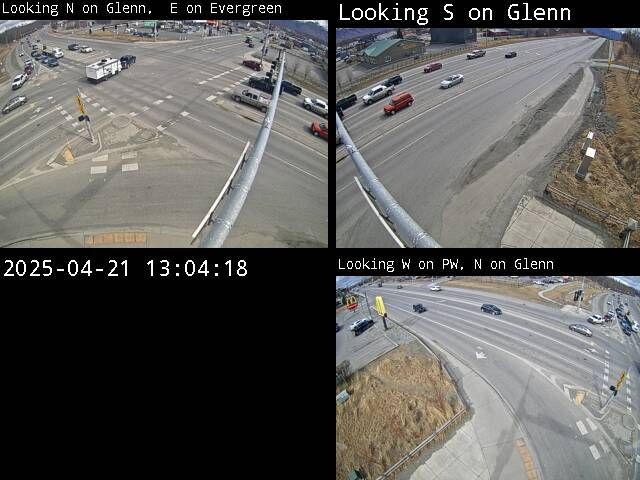 Looking N on Glenn,  E on Evergreen
Looking S on Glenn
2025-04-21 13:04:18
Looking W on PW, N on Glenn